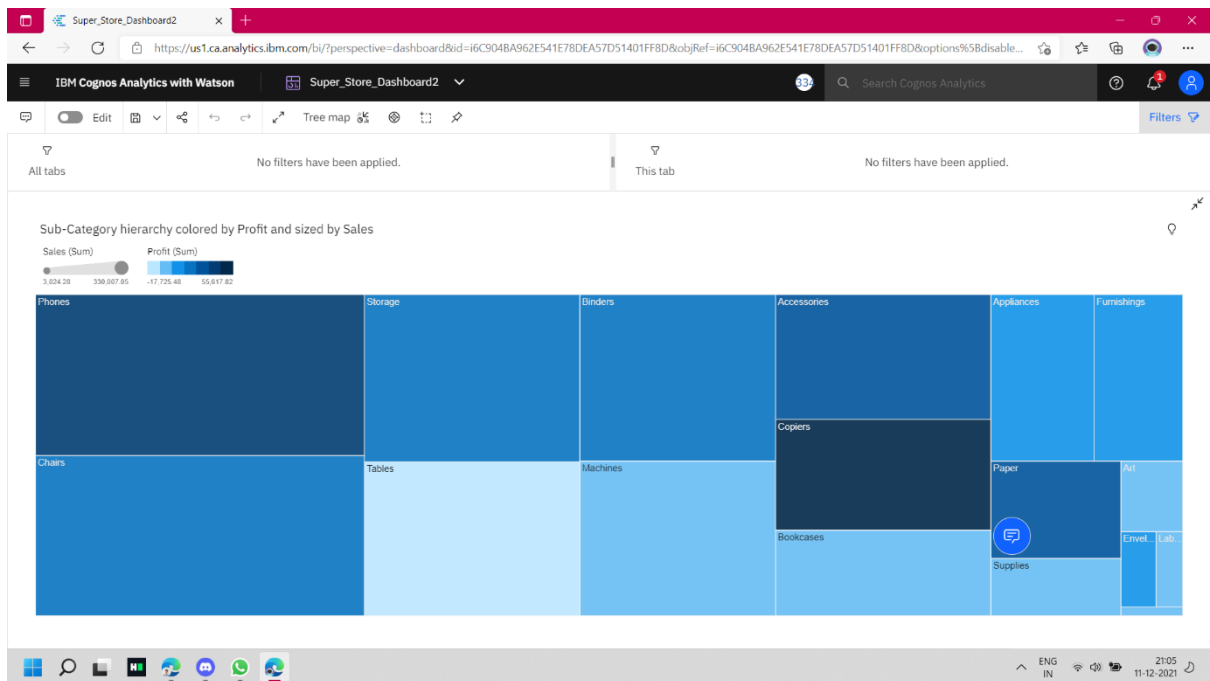 Super_Store_Dashboard2
https://us1.ca.analytics.ibm.com/bi/?perspective=dashboard&id=i6C904BA962E541E78DEA57D51401FF8D&objRef=i6C904BA962E541E78DEA57D51401FF8D&options%5Bdisable...
IBM Cognos Analytics with Watson
Super_Store_Dashboard2
334
Search Cognos Analytics
1
Edit
Tree map
Filters
All tabs
No filters have been applied.
This tab
No filters have been applied.
Sub-Category hierarchy colored by Profit and sized by Sales
Sales (Sum)
Profit (Sum)
3,024.28
330,007.05
-17,725.48
55,617.82
Phones
Storage
Binders
Accessories
Appliances
Furnishings
Copiers
Chairs
Tables
Machines
Paper
Art
Bookcases
Envel...
Lab...
Supplies
ENG
IN
21:05
11-12-2021